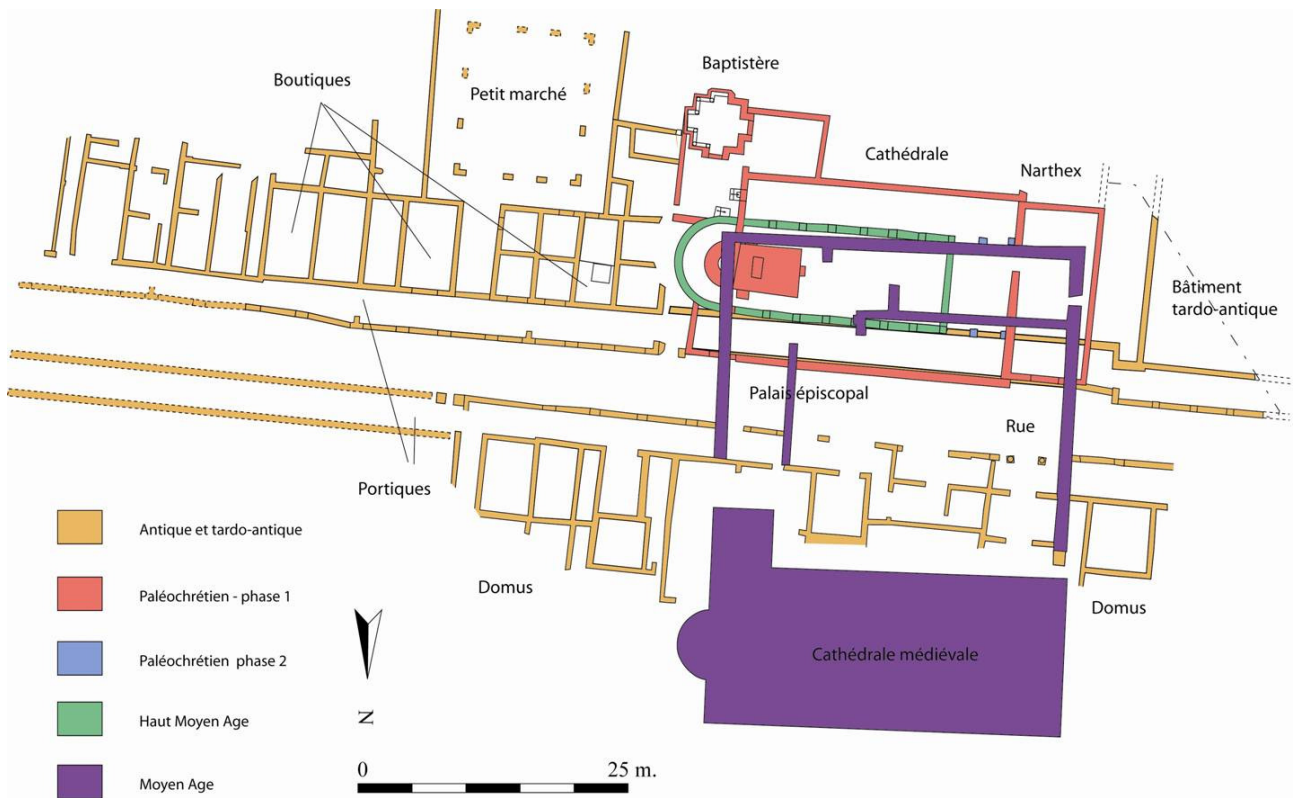 Baptistère
Boutiques
Petit marché
Cathédrale
Narthex
Bâtiment
tardo-antique
Palais épiscopal
Rue
Portiques
Domus
Domus
Cathédrale médiévale
Antique et tardo-antique
Paléochrétien - phase 1
Paléochrétien phase 2
Haut Moyen Age
Moyen Age
N
0 25 m.